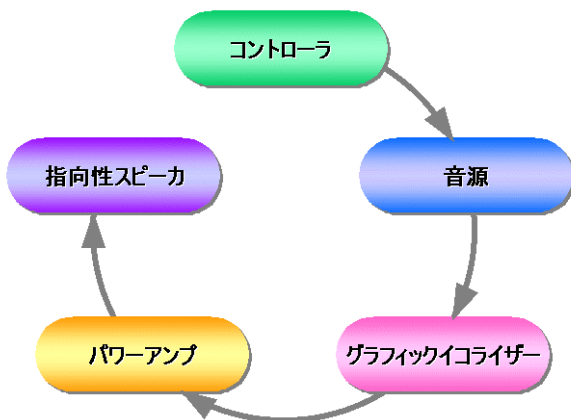 コントローラ
音源
グラフィックイコライザー
パワーアンプ
指向性スピーカ